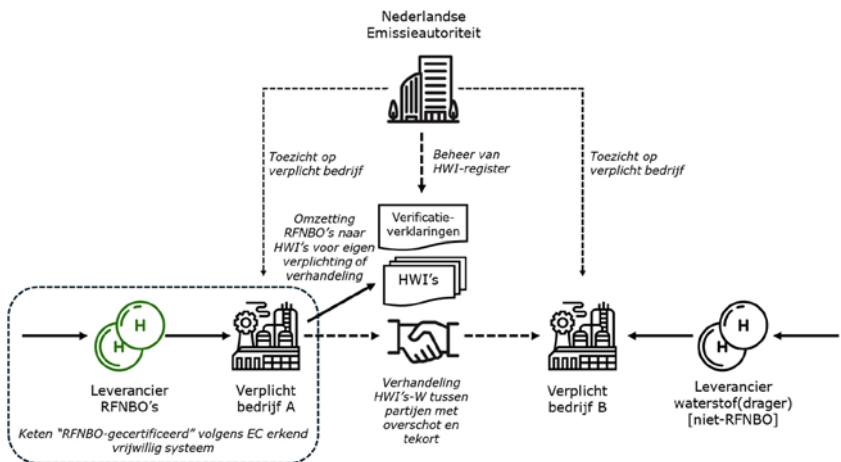 Nederlandse
Emissieautoriteit
Toezicht op
verplicht bedrijf
Beheer van
HWI-register
Toezicht op
verplicht bedrijf
Omzetting
RFNBO's naar
HWI's voor eigen
verplichting of
verhandeling
Verificatie-
verklaringen
HWI's
H
H
H
H
Leverancier
RFNBO's
Verplicht
bedrijf A
Verhandeling
HWI's-W tussen
partijen met
overschot en
tekort
Verplicht
bedrijf B
Leverancier
waterstof(drager)
[niet-RFNBO]
Keten "RFNBO-gecertificeerd" volgens EC erkend
vrijwillig systeem